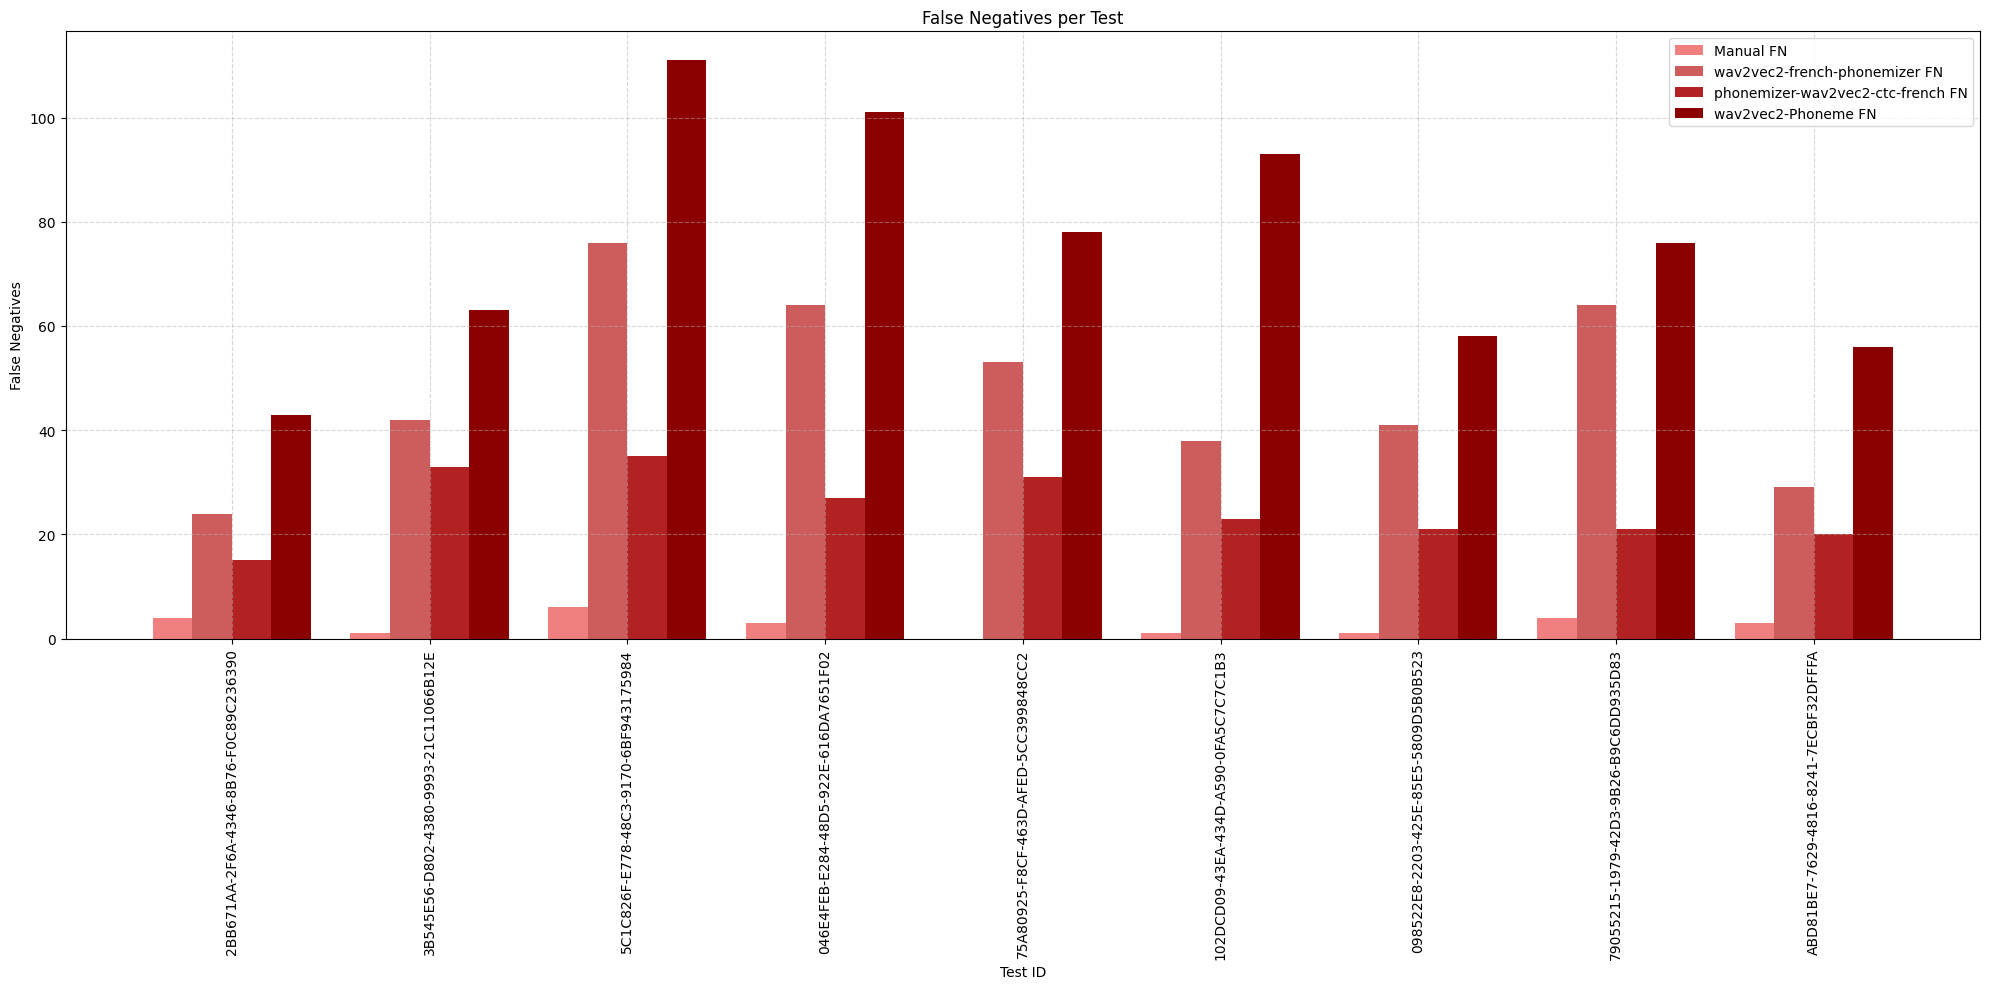 False Negatives per Test
Manual FN
wav2vec2-french-phonemizer FN
phonemizer-wav2vec2-ctc-french FN
wav2vec2-Phoneme FN
False Negatives
100
80
60
40
20
0
2BB671AA-2F6A-4346-8B76-F0C89C236390
3B545E56-D802-4380-9993-21C11066B12E
5C1C826F-E778-48C3-9170-6BF943175984
046E4FEB-E284-48D5-922E-616DA7651F02
75A80925-F8CF-463D-AFED-5CC399848CC2
102DCD09-43EA-434D-A590-0FA5C7C7C1B3
098522E8-2203-425E-85E5-5809D5B0B523
79055215-1979-42D3-9B26-B9C6DD935D83
ABD81BE7-7629-4816-8241-7ECBF32DFFFA
Test ID